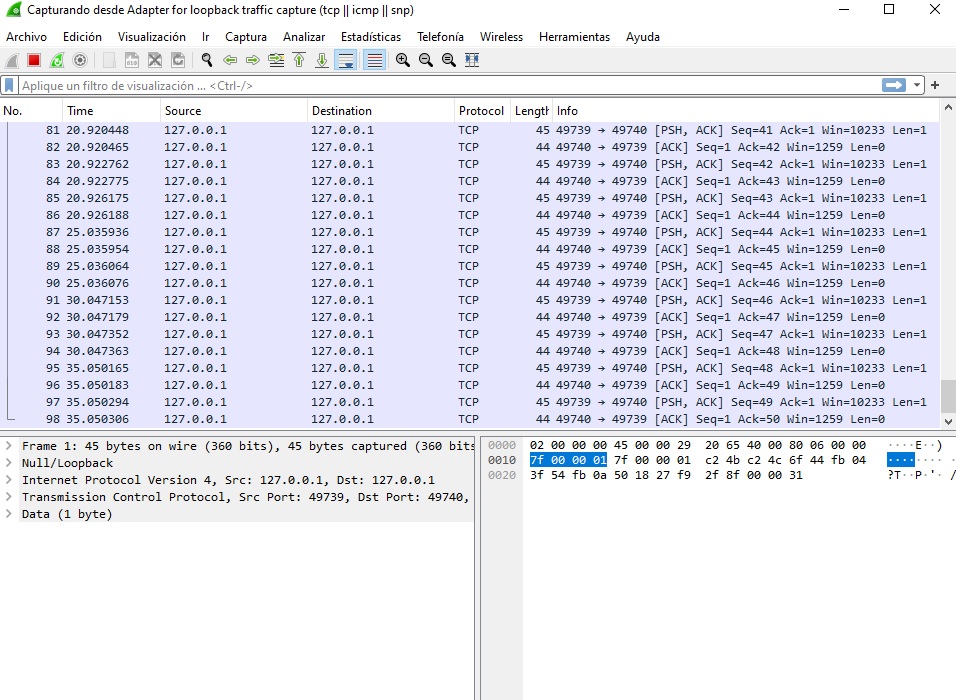 Capturando desde Adapter for loopback traffic capture (tcp || icmp || snp)
Archivo Edición Visualización Ir Captura Analizar Estadísticas Telefonía Wireless Herramientas Ayuda
Aplique un filtro de visualización ... <Ctrl-/>
No. Time Source Destination Protocol Length Info
81 20.920448 127.0.0.1 127.0.0.1 TCP 45 49739 → 49740 [PSH, ACK] Seq=41 Ack=1 Win=10233 Len=1
82 20.920465 127.0.0.1 127.0.0.1 TCP 44 49740 → 49739 [ACK] Seq=1 Ack=42 Win=1259 Len=0
83 20.922762 127.0.0.1 127.0.0.1 TCP 45 49739 → 49740 [PSH, ACK] Seq=42 Ack=1 Win=10233 Len=1
84 20.922775 127.0.0.1 127.0.0.1 TCP 44 49740 → 49739 [ACK] Seq=1 Ack=43 Win=1259 Len=0
85 20.926175 127.0.0.1 127.0.0.1 TCP 45 49739 → 49740 [PSH, ACK] Seq=43 Ack=1 Win=10233 Len=1
86 20.926188 127.0.0.1 127.0.0.1 TCP 44 49740 → 49739 [ACK] Seq=1 Ack=44 Win=1259 Len=0
87 25.035936 127.0.0.1 127.0.0.1 TCP 45 49739 → 49740 [PSH, ACK] Seq=44 Ack=1 Win=10233 Len=1
88 25.035954 127.0.0.1 127.0.0.1 TCP 44 49740 → 49739 [ACK] Seq=1 Ack=45 Win=1259 Len=0
89 25.036064 127.0.0.1 127.0.0.1 TCP 45 49739 → 49740 [PSH, ACK] Seq=45 Ack=1 Win=10233 Len=1
90 25.036076 127.0.0.1 127.0.0.1 TCP 44 49740 → 49739 [ACK] Seq=1 Ack=46 Win=1259 Len=0
91 30.047153 127.0.0.1 127.0.0.1 TCP 45 49739 → 49740 [PSH, ACK] Seq=46 Ack=1 Win=10233 Len=1
92 30.047179 127.0.0.1 127.0.0.1 TCP 44 49740 → 49739 [ACK] Seq=1 Ack=47 Win=1259 Len=0
93 30.047352 127.0.0.1 127.0.0.1 TCP 45 49739 → 49740 [PSH, ACK] Seq=47 Ack=1 Win=10233 Len=1
94 30.047363 127.0.0.1 127.0.0.1 TCP 44 49740 → 49739 [ACK] Seq=1 Ack=48 Win=1259 Len=0
95 35.050165 127.0.0.1 127.0.0.1 TCP 45 49739 → 49740 [PSH, ACK] Seq=48 Ack=1 Win=10233 Len=1
96 35.050183 127.0.0.1 127.0.0.1 TCP 44 49740 → 49739 [ACK] Seq=1 Ack=49 Win=1259 Len=0
97 35.050294 127.0.0.1 127.0.0.1 TCP 45 49739 → 49740 [PSH, ACK] Seq=49 Ack=1 Win=10233 Len=1
98 35.050306 127.0.0.1 127.0.0.1 TCP 44 49740 → 49739 [ACK] Seq=1 Ack=50 Win=1259 Len=0
Frame 1: 45 bytes on wire (360 bits), 45 bytes captured (360 bits
Null/Loopback
Internet Protocol Version 4, Src: 127.0.0.1, Dst: 127.0.0.1
Transmission Control Protocol, Src Port: 49739, Dst Port: 49740,
Data (1 byte)
0000 02 00 00 00 45 00 00 29 20 65 40 00 80 06 00 00 ····E··)
0010 7f 00 00 01 7f 00 00 01 c2 4b c2 4c 6f 44 fb 04 ········
0020 3f 54 fb 0a 50 18 27 f9 2f 8f 00 00 31 ?T··P·'· /